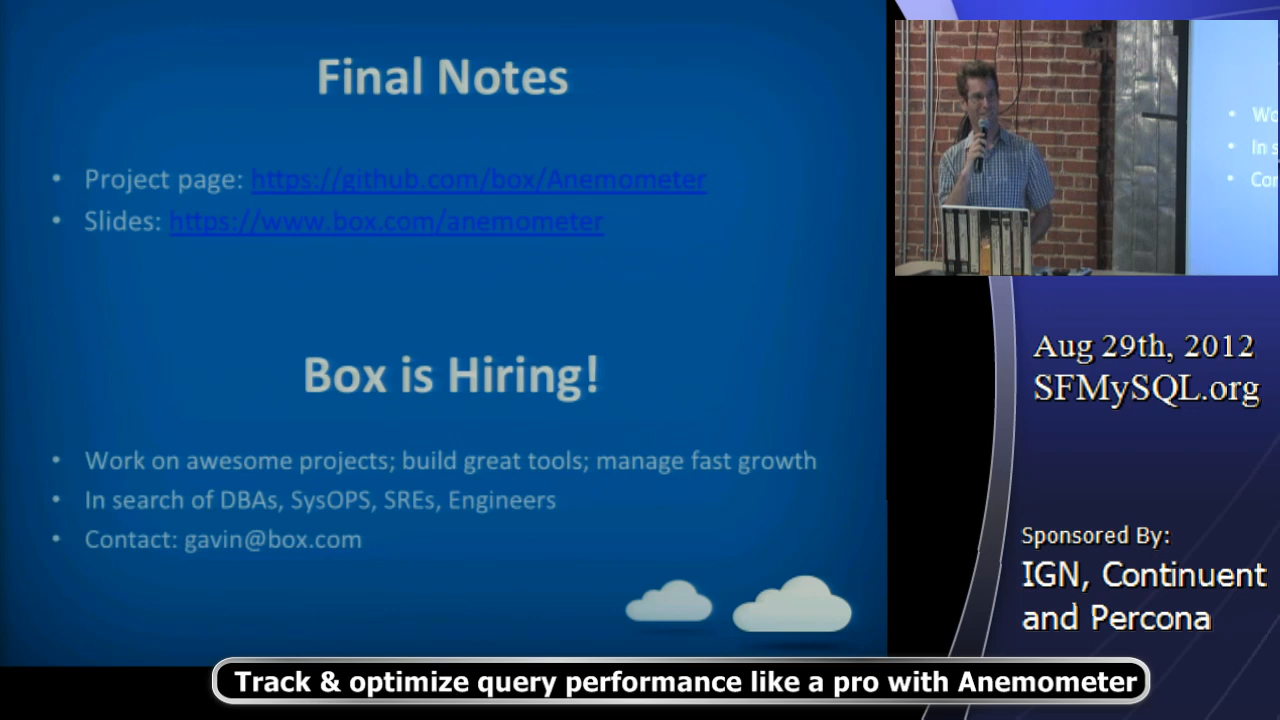 Final Notes
• Project page: https://github.com/box/Anemometer
• Slides: https://www.box.com/anemometer
Box is Hiring!
• Work on awesome projects; build great tools; manage fast growth
• In search of DBAs, SysOPS, SREs, Engineers
• Contact: gavin@box.com
• Wo
• In s
• Con
Aug 29th, 2012
SFMySQL.org
Sponsored By:
IGN, Continuent
and Percona
Track & optimize query performance like a pro with Anemometer